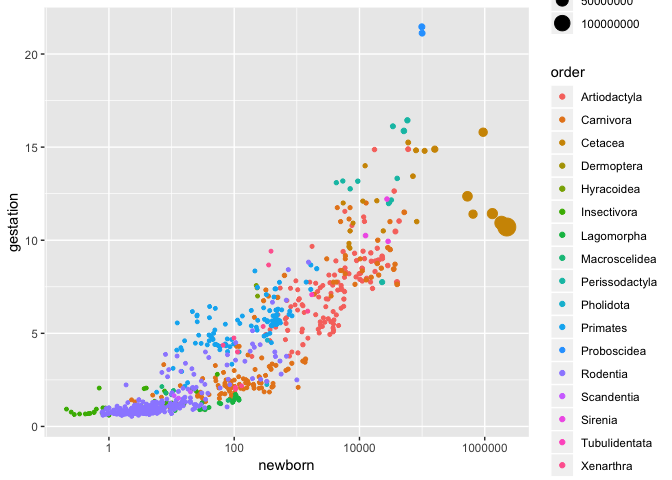 50000000
100000000
order
Artiodactyla
Carnivora
Cetacea
Dermoptera
Hyracoidea
Insectivora
Lagomorpha
Macroscelidea
Perissodactyla
Pholidota
Primates
Proboscidea
Rodentia
Scandentia
Sirenia
Tubulidentata
Xenarthra
gestation
20
15
10
5
0
1
100
10000
1000000
newborn